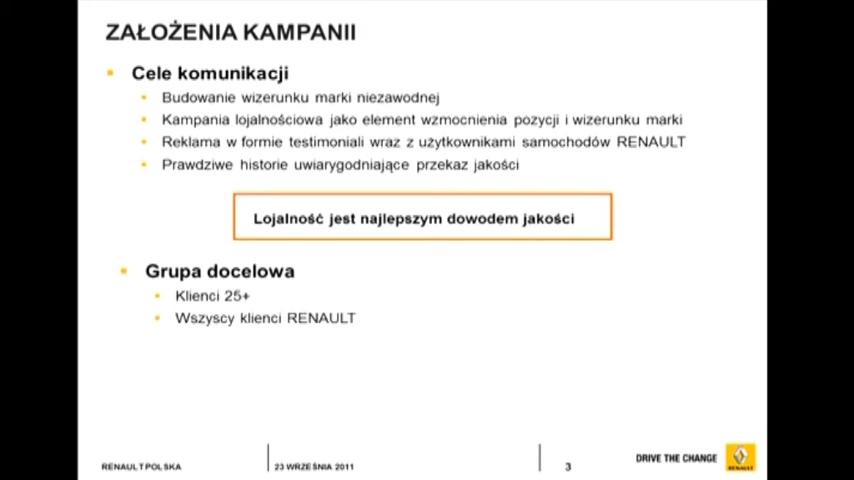 ZAŁOŻENIA KAMPANII
Cele komunikacji
Budowanie wizerunku marki niezawodnej
Kampania lojalnościowa jako element wzmocnienia pozycji i wizerunku marki
Reklama w formie testimoniali wraz z użytkownikami samochodów RENAULT
Prawdziwe historie uwiarygodniające przekaz jakości
Lojalność jest najlepszym dowodem jakości
Grupa docelowa
Klienci 25+
Wszyscy klienci RENAULT
RENAULT POLSKA
23 WRZEŚNIA 2011
3
DRIVE THE CHANGE
RENAULT